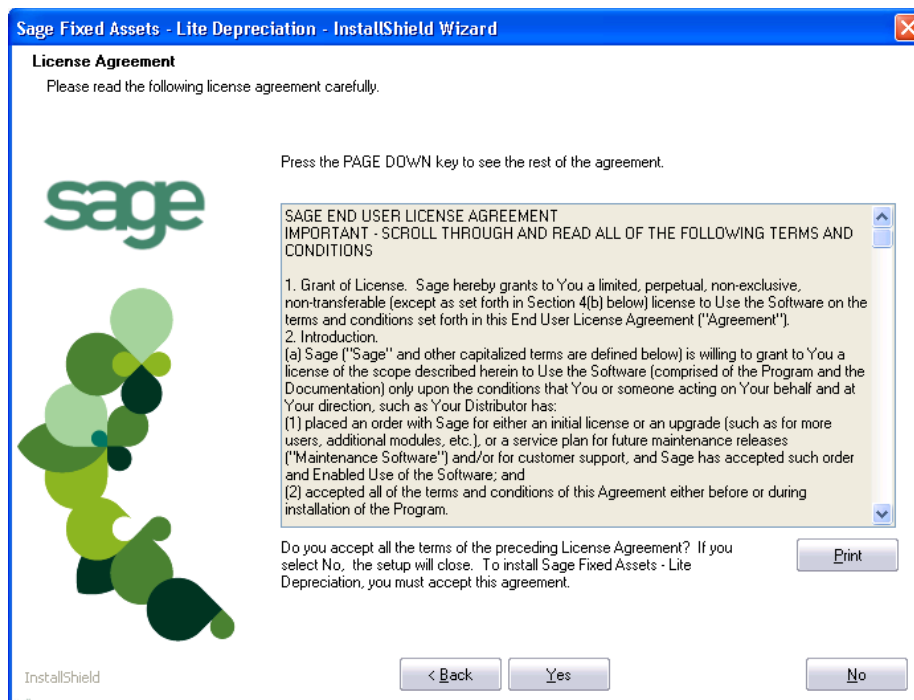 Sage Fixed Assets - Lite Depreciation - InstallShield Wizard
License Agreement
Please read the following license agreement carefully.
Press the PAGE DOWN key to see the rest of the agreement.
sage
SAGE END USER LICENSE AGREEMENT
IMPORTANT - SCROLL THROUGH AND READ ALL OF THE FOLLOWING TERMS AND
CONDITIONS
1. Grant of License.  Sage hereby grants to You a limited, perpetual, non-exclusive,
non-transferable (except as set forth in Section 4(b) below) license to Use the Software on the
terms and conditions set forth in this End User License Agreement ("Agreement").
2. Introduction.
(a) Sage ("Sage" and other capitalized terms are defined below) is willing to grant to You a
license of the scope described herein to Use the Software (comprised of the Program and the
Documentation) only upon the conditions that You or someone acting on Your behalf and at
Your direction, such as Your Distributor has:
(1) placed an order with Sage for either an initial license or an upgrade (such as for more
users, additional modules, etc.), or a service plan for future maintenance releases
("Maintenance Software") and/or for customer support, and Sage has accepted such order
and Enabled Use of the Software; and
(2) accepted all of the terms and conditions of this Agreement either before or during
installation of the Program.
Do you accept all the terms of the preceding License Agreement?  If you
select No,  the setup will close.  To install Sage Fixed Assets - Lite
Depreciation, you must accept this agreement.
Print
InstallShield
< Back
Yes
No